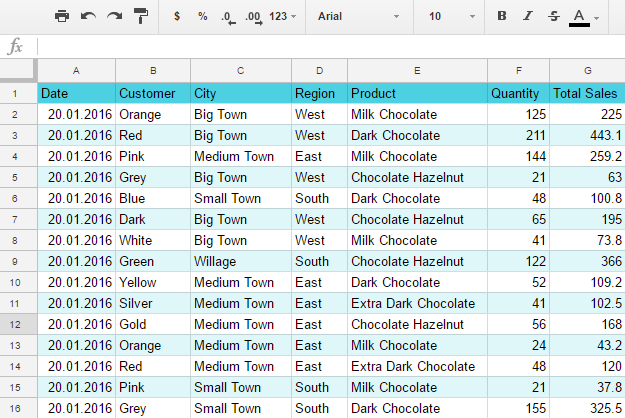 $ % .0 .00 123 Arial 10 B I S A
fx
A B C D E F G
1 Date Customer City Region Product Quantity Total Sales
2 20.01.2016 Orange Big Town West Milk Chocolate 125 225
3 20.01.2016 Red Big Town West Dark Chocolate 211 443.1
4 20.01.2016 Pink Medium Town East Milk Chocolate 144 259.2
5 20.01.2016 Grey Big Town West Chocolate Hazelnut 21 63
6 20.01.2016 Blue Small Town South Dark Chocolate 48 100.8
7 20.01.2016 Dark Big Town West Chocolate Hazelnut 65 195
8 20.01.2016 White Big Town West Milk Chocolate 41 73.8
9 20.01.2016 Green Willage South Chocolate Hazelnut 122 366
10 20.01.2016 Yellow Medium Town East Dark Chocolate 52 109.2
11 20.01.2016 Silver Medium Town East Extra Dark Chocolate 41 102.5
12 20.01.2016 Gold Medium Town East Chocolate Hazelnut 56 168
13 20.01.2016 Orange Medium Town East Milk Chocolate 24 43.2
14 20.01.2016 Red Medium Town East Extra Dark Chocolate 48 120
15 20.01.2016 Pink Small Town South Milk Chocolate 21 37.8
16 20.01.2016 Grey Small Town South Dark Chocolate 155 325.5